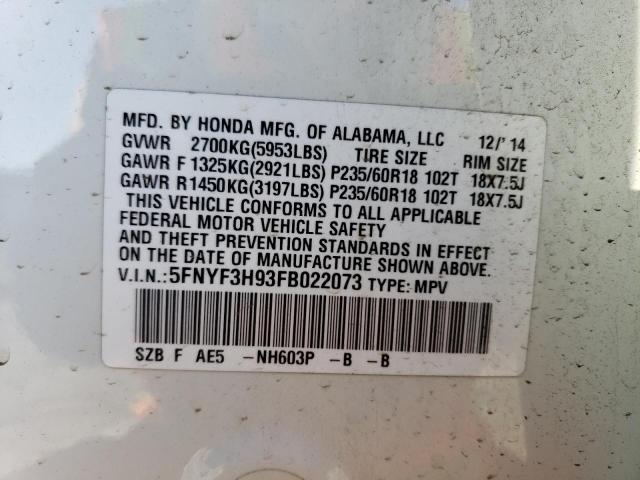 MFD. BY HONDA MFG. OF ALABAMA, LLC 12/'14
GVWR 2700KG(5953LBS) TIRE SIZE RIM SIZE
GAWR F 1325KG(2921LBS) P235/60R18 102T 18X7.5J
GAWR R1450KG(3197LBS) P235/60R18 102T 18X7.5J
THIS VEHICLE CONFORMS TO ALL APPLICABLE
FEDERAL MOTOR VEHICLE SAFETY
AND THEFT PREVENTION STANDARDS IN EFFECT
ON THE DATE OF MANUFACTURE SHOWN ABOVE.
V.I.N.:5FNYF3H93FB022073 TYPE: MPV
SZB F AE5 -NH603P -B -B